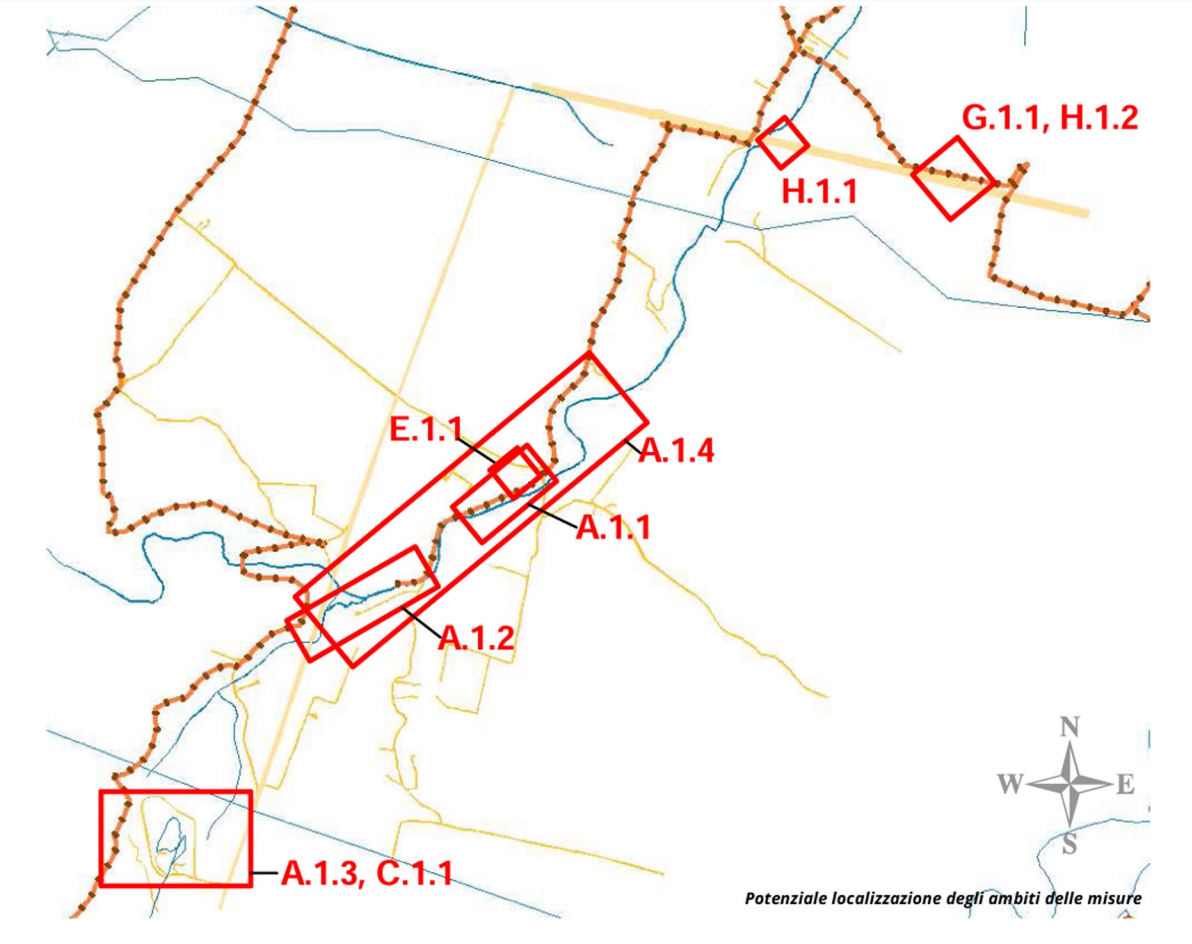 G.1.1, H.1.2
H.1.1
E.1.1
A.1.4
A.1.1
A.1.2
N
W E
S
A.1.3, C.1.1
Potenziale localizzazione degli ambiti delle misure